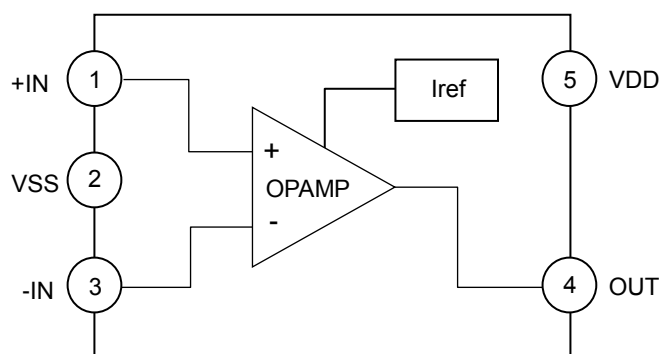 +IN 1
5 VDD
Iref
+
OPAMP
-
VSS 2
-IN 3
4 OUT